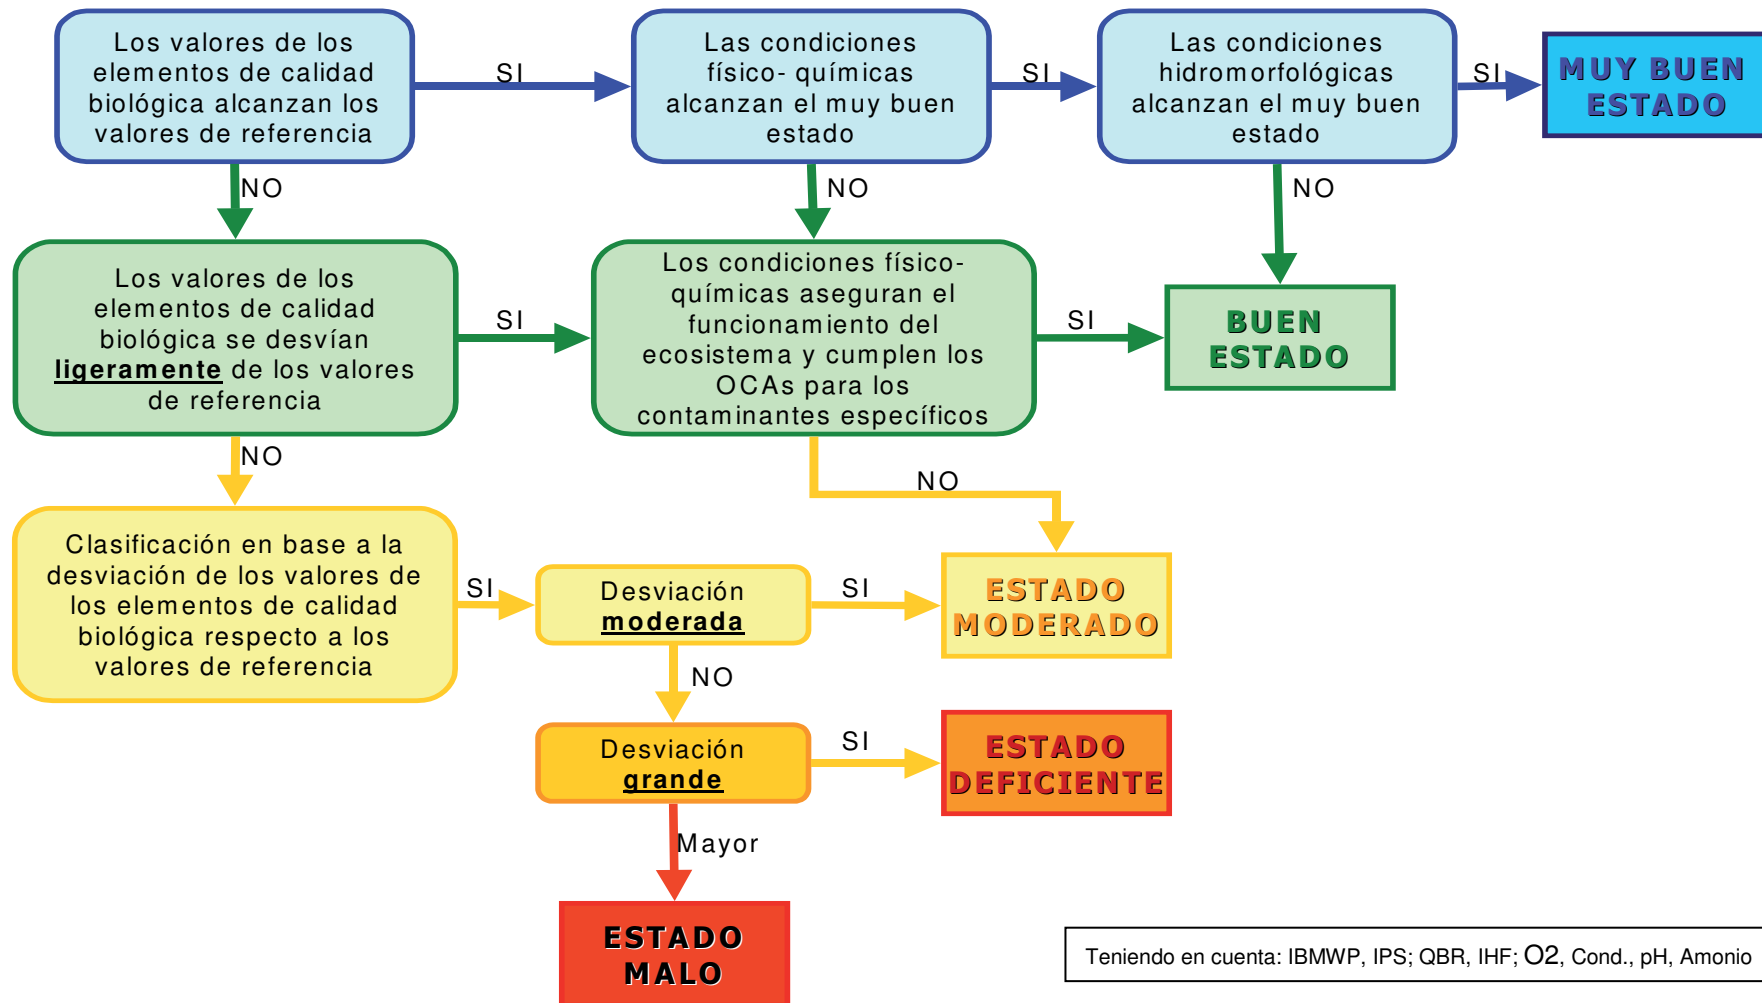 Los valores de los
elementos de calidad
biológica alcanzan los
valores de referencia
SI
Las condiciones
físico- químicas
alcanzan el muy buen
estado
SI
Las condiciones
hidromorfológicas
alcanzan el muy buen
estado
SI
MUY BUEN
ESTADO
NO
NO
NO
Los valores de los
elementos de calidad
biológica se desvían
ligeramente de los valores
de referencia
SI
Los condiciones físico-
químicas aseguran el
funcionamiento del
ecosistema y cumplen los
OCAs para los
contaminantes específicos
SI
BUEN
ESTADO
NO
NO
Clasificación en base a la
desviación de los valores de
los elementos de calidad
biológica respecto a los
valores de referencia
SI
Desviación
moderada
SI
ESTADO
MODERADO
NO
Desviación
grande
SI
ESTADO
DEFICIENTE
Mayor
ESTADO
MALO
Teniendo en cuenta: IBMWP, IPS; QBR, IHF; O2, Cond., pH, Amonio